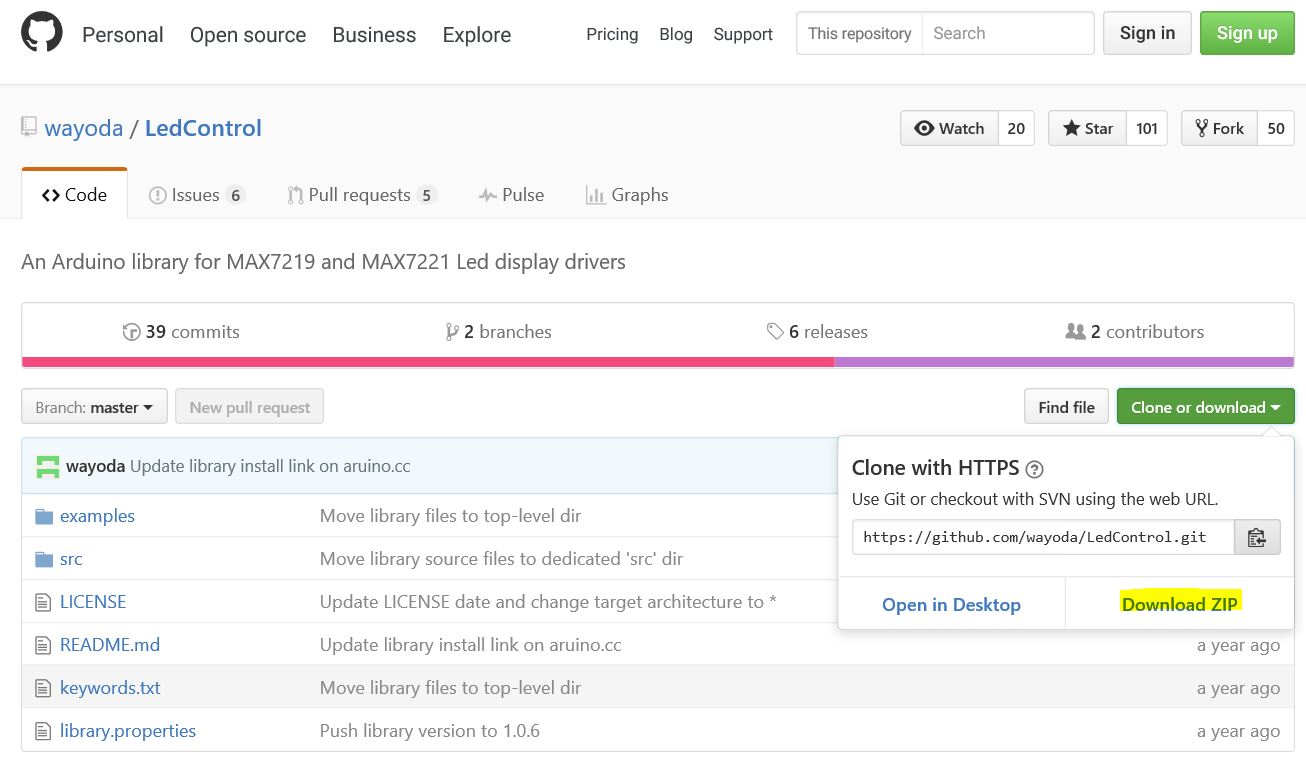 Personal Open source Business Explore Pricing Blog Support This repository Search Sign in Sign up
wayoda / LedControl Watch 20 Star 101 Fork 50
Code Issues 6 Pull requests 5 Pulse Graphs
An Arduino library for MAX7219 and MAX7221 Led display drivers
39 commits 2 branches 6 releases 2 contributors
Branch: master New pull request Find file Clone or download
wayoda Update library install link on aruino.cc
Clone with HTTPS ?
Use Git or checkout with SVN using the web URL.
https://github.com/wayoda/LedControl.git
Open in Desktop Download ZIP
examples Move library files to top-level dir
src Move library source files to dedicated 'src' dir
LICENSE Update LICENSE date and change target architecture to *
README.md Update library install link on aruino.cc a year ago
keywords.txt Move library files to top-level dir a year ago
library.properties Push library version to 1.0.6 a year ago